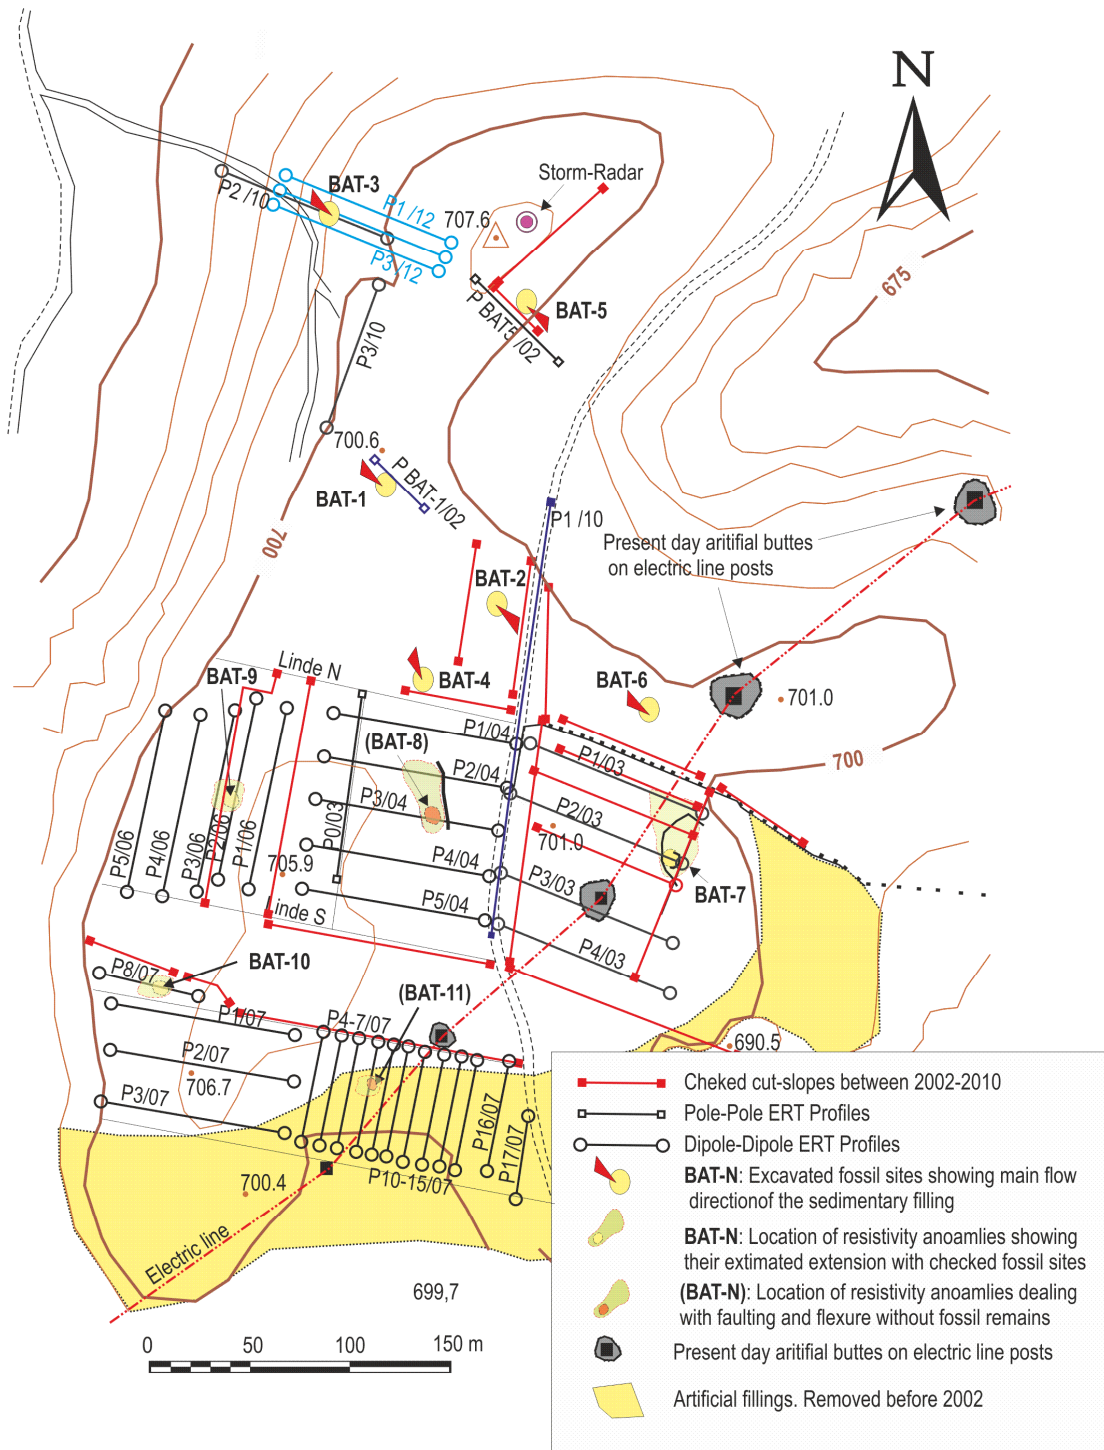 N
Storm-Radar
BAT-3
P2 /10
P1 /12
707.6
P3 /12
675
BAT-5
P BAT5 /02
P3/10
700.6
P BAT-1/02
BAT-1
P1 /10
Present day aritifial buttes
on electric line posts
700
BAT-2
Linde N
BAT-9
BAT-4
BAT-6
701.0
P1/04
(BAT-8)
P1/03
700
P2/04
P3/04
P2/03
P0/03
701.0
P5/06
P4/06
P3/06
P2/06
P1/06
705.9
P4/04
P3/03
BAT-7
P5/04
Linde S
P4/03
BAT-10
P8/07
(BAT-11)
P1/07
P4-7/07
690.5
P2/07
706.7
P3/07
P16/07
P17/07
P10-15/07
700.4
Electric line
699,7
0 50 100 150 m
Cheked cut-slopes between 2002-2010
Pole-Pole ERT Profiles
Dipole-Dipole ERT Profiles
BAT-N: Excavated fossil sites showing main flow
directionof the sedimentary filling
BAT-N: Location of resistivity anoamlies showing
their extimated extension with checked fossil sites
(BAT-N): Location of resistivity anoamlies dealing
with faulting and flexure without fossil remains
Present day aritifial buttes on electric line posts
Artificial fillings. Removed before 2002